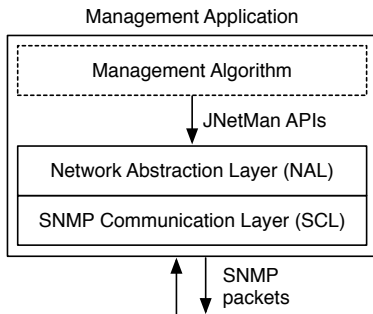 Management Application
Management Algorithm
JNetMan APIs
Network Abstraction Layer (NAL)
SNMP Communication Layer (SCL)
SNMP
packets